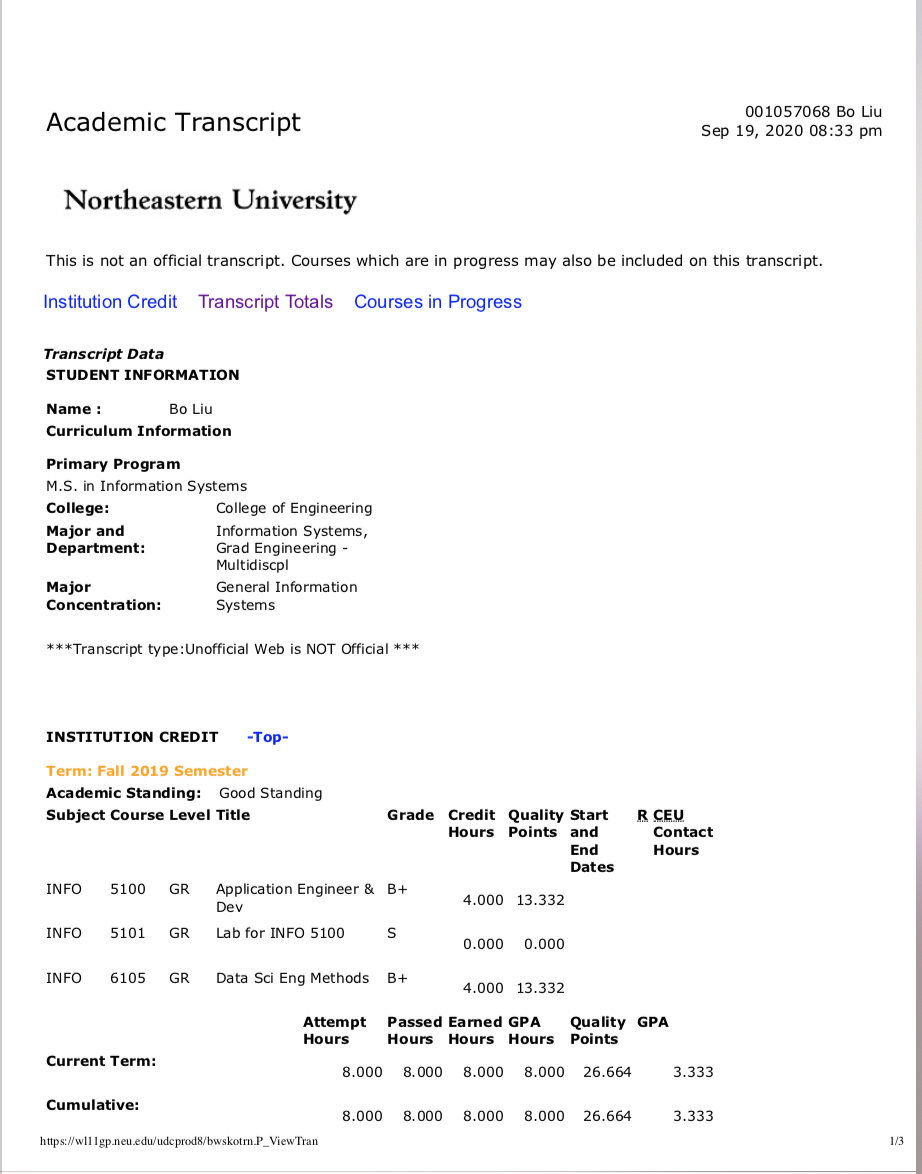 Academic Transcript
001057068 Bo Liu
Sep 19, 2020 08:33 pm
Northeastern University
This is not an official transcript. Courses which are in progress may also be included on this transcript.
Institution Credit Transcript Totals Courses in Progress
Transcript Data
STUDENT INFORMATION
Name : Bo Liu
Curriculum Information
Primary Program
M.S. in Information Systems
College: College of Engineering
Major and Information Systems,
Department: Grad Engineering -
Multidiscpl
Major General Information
Concentration: Systems
***Transcript type:Unofficial Web is NOT Official ***
INSTITUTION CREDIT -Top-
Term: Fall 2019 Semester
Academic Standing: Good Standing
Subject Course Level Title Grade Credit Quality Start R CEU
Hours Points and Contact
End Hours
Dates
INFO 5100 GR Application Engineer & B+
Dev 4.000 13.332
INFO 5101 GR Lab for INFO 5100 S
0.000 0.000
INFO 6105 GR Data Sci Eng Methods B+
4.000 13.332
Attempt Passed Earned GPA Quality GPA
Hours Hours Hours Hours Points
Current Term:
8.000 8.000 8.000 8.000 26.664 3.333
Cumulative:
8.000 8.000 8.000 8.000 26.664 3.333
https://wl11gp.neu.edu/udcprod8/bwskotrn.P_ViewTran 1/3